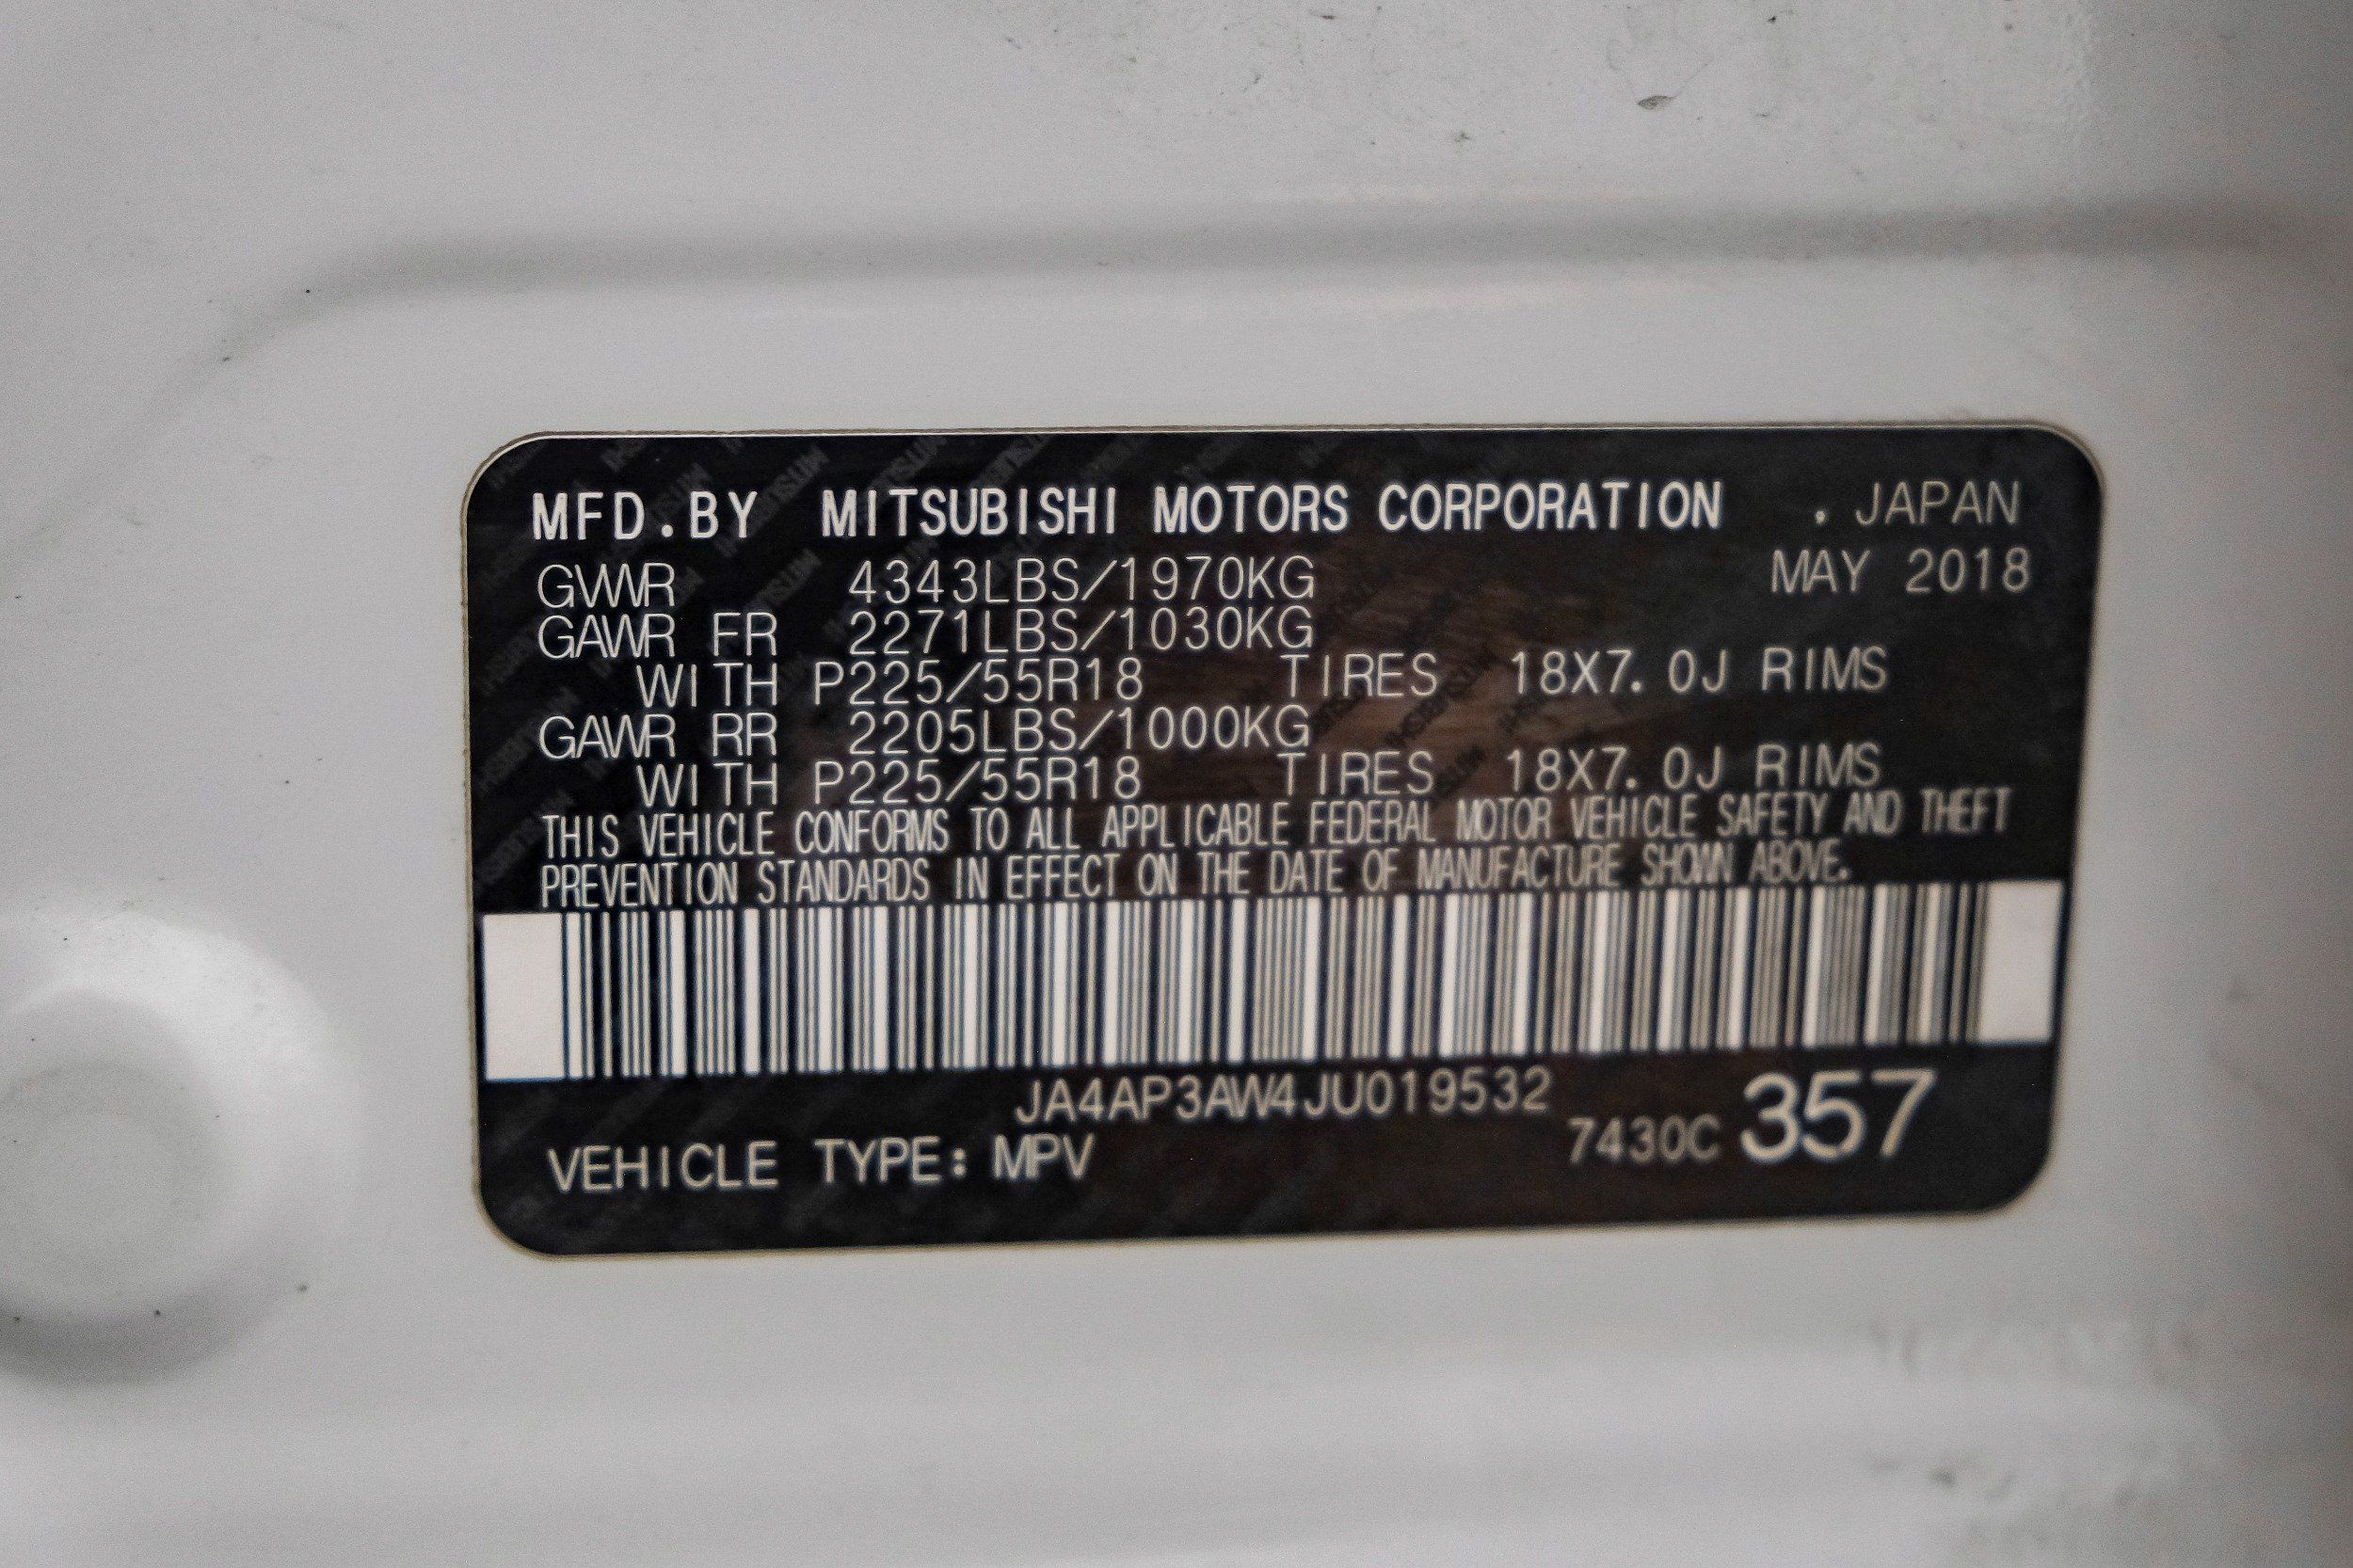 MFD.BY MITSUBISHI MOTORS CORPORATION , JAPAN
GVWR 4343LBS/1970KG MAY 2018
GAWR FR 2271LBS/1030KG
WITH P225/55R18 TIRES 18X7.0J RIMS
GAWR RR 2205LBS/1000KG
WITH P225/55R18 TIRES 18X7.0J RIMS
THIS VEHICLE CONFORMS TO ALL APPLICABLE FEDERAL MOTOR VEHICLE SAFETY AND THEFT
PREVENTION STANDARDS IN EFFECT ON THE DATE OF MANUFACTURE SHOWN ABOVE.
JA4AP3AW4JU019532
VEHICLE TYPE: MPV 7430C 357